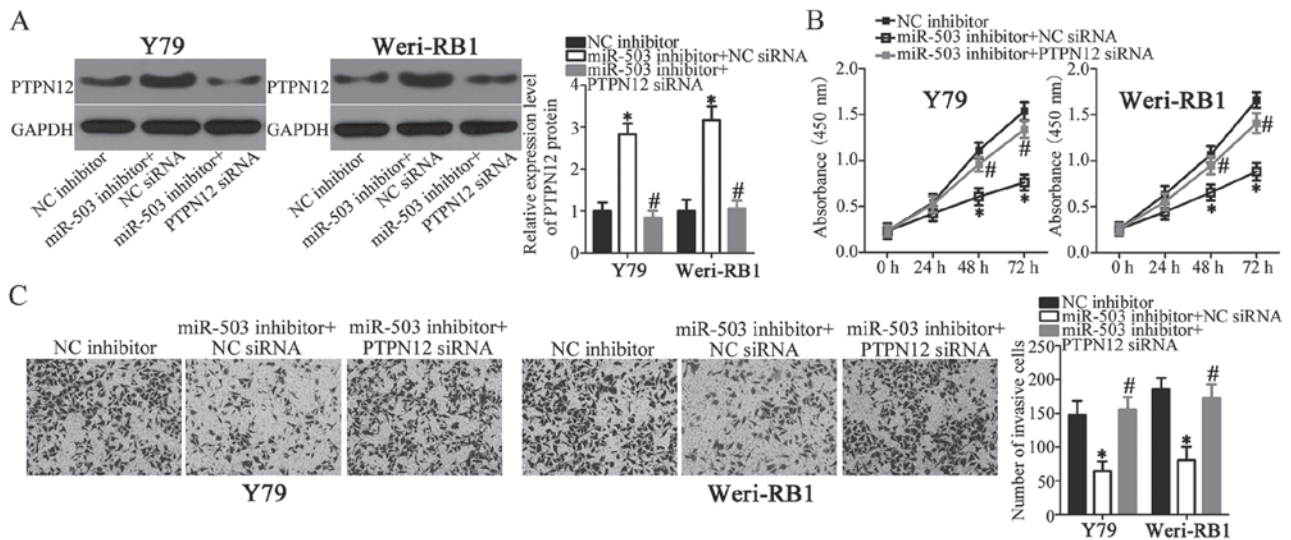 A
Y79
Weri-RB1
PTPN12
PTPN12
GAPDH
GAPDH
NC inhibitor
miR-503 inhibitor+
NC siRNA
miR-503 inhibitor+
PTPN12 siRNA
NC inhibitor
miR-503 inhibitor+
NC siRNA
miR-503 inhibitor+
PTPN12 siRNA
NC inhibitor
miR-503 inhibitor+NC siRNA
miR-503 inhibitor+
PTPN12 siRNA
Relative expression level
of PTPN12 protein
4
3
2
1
0
*
#
*
#
Y79
Weri-RB1
B
NC inhibitor
miR-503 inhibitor+NC siRNA
miR-503 inhibitor+PTPN12 siRNA
Absorbance (450 nm)
2.0
1.5
1.0
0.5
0.0
Y79
#
#
*
*
0 h
24 h
48 h
72 h
Absorbance (450 nm)
2.0
1.5
1.0
0.5
0.0
Weri-RB1
#
#
*
*
0 h
24 h
48 h
72 h
C
NC inhibitor
miR-503 inhibitor+
NC siRNA
miR-503 inhibitor+
PTPN12 siRNA
Y79
NC inhibitor
miR-503 inhibitor+
NC siRNA
miR-503 inhibitor+
PTPN12 siRNA
Weri-RB1
NC inhibitor
miR-503 inhibitor+NC siRNA
miR-503 inhibitor+
PTPN12 siRNA
Number of invasive cells
250
200
150
100
50
0
*
#
*
#
Y79
Weri-RB1